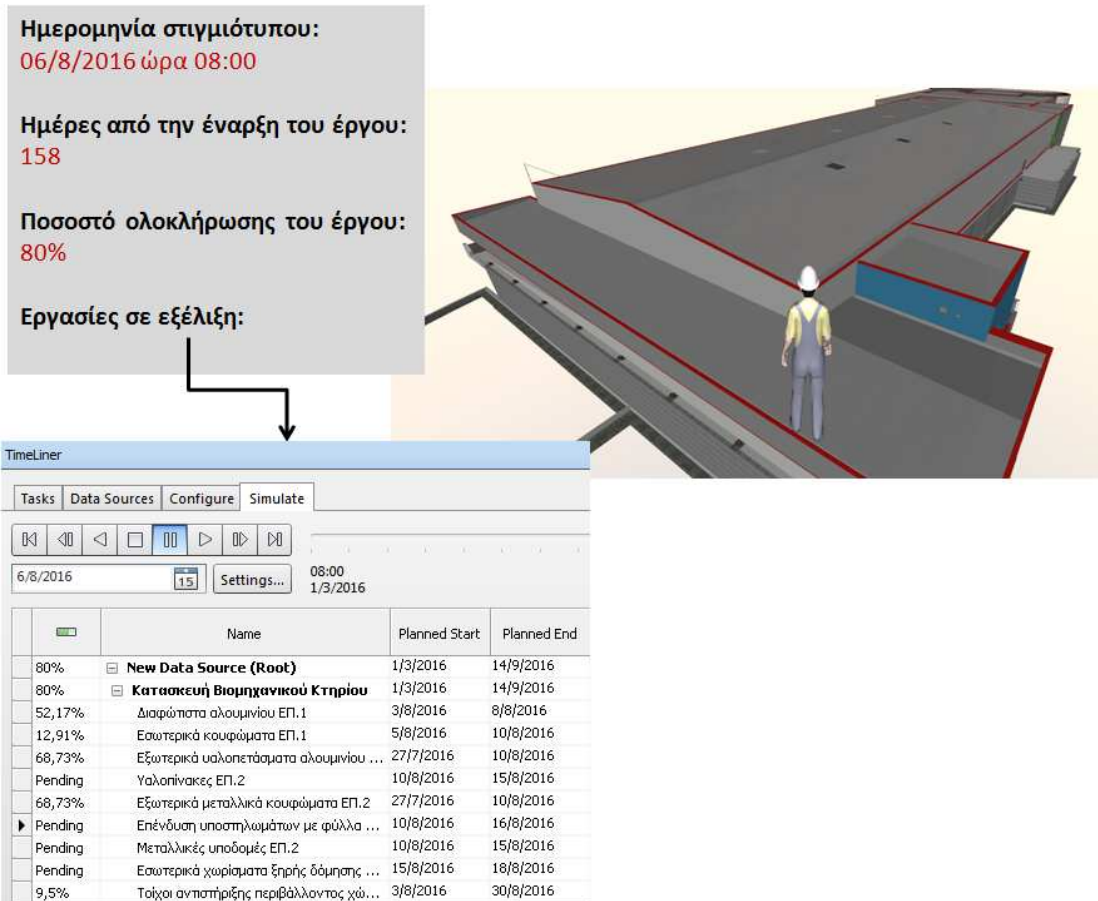 Ημερομηνία στιγμιότυπου:
06/8/2016 ώρα 08:00
Ημέρες από την έναρξη του έργου:
158
Ποσοστό ολοκλήρωσης του έργου:
80%
Εργασίες σε εξέλιξη:
TimeLiner
Tasks Data Sources Configure Simulate
6/8/2016 15 Settings... 08:00
1/3/2016
Name Planned Start Planned End
80% New Data Source (Root) 1/3/2016 14/9/2016
80% Κατασκευή Βιομηχανικού Κτηρίου 1/3/2016 14/9/2016
52,17% Διαφώτιστα αλουμινίου ΕΠ.1 3/8/2016 8/8/2016
12,91% Εσωτερικά κουφώματα ΕΠ.1 5/8/2016 10/8/2016
68,73% Εξωτερικά υαλοπετάσματα αλουμινίου ... 27/7/2016 10/8/2016
Pending Υαλοπίνακες ΕΠ.2 10/8/2016 15/8/2016
68,73% Εξωτερικά μεταλλικά κουφώματα ΕΠ.2 27/7/2016 10/8/2016
Pending Επένδυση υποστηλωμάτων με φύλλα ... 10/8/2016 16/8/2016
Pending Μεταλλικές υποδομές ΕΠ.2 10/8/2016 15/8/2016
Pending Εσωτερικά χωρίσματα ξηρής δόμησης ... 15/8/2016 18/8/2016
9,5% Τοίχοι αντιστήριξης περιβάλλοντος χώ... 3/8/2016 30/8/2016